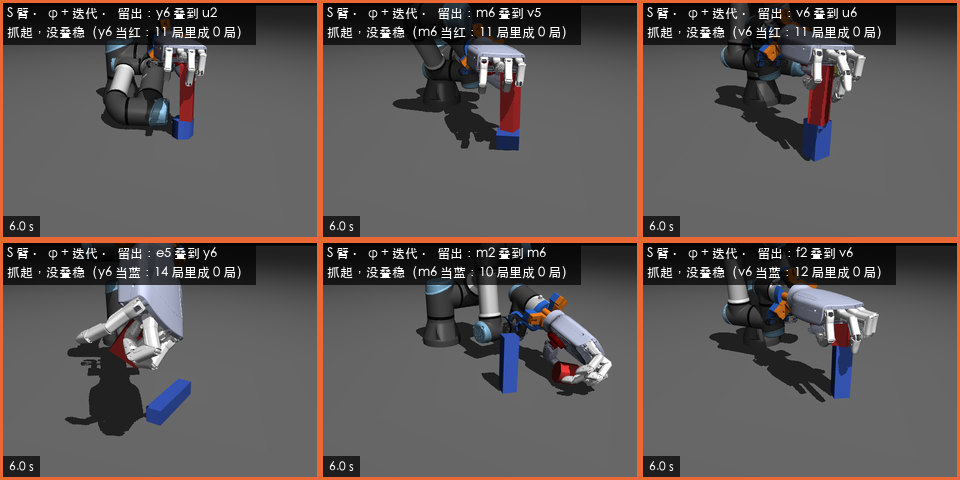 S 臂· φ+迭代· 留出：y6 叠到 u2
抓起，没叠稳（y6 当红：11 局里成 0 局）
6.0 s
S 臂· φ+迭代· 留出：m6 叠到 v5
抓起，没叠稳（m6 当红：11 局里成 0 局）
6.0 s
S 臂· φ+迭代· 留出：v6 叠到 u6
抓起，没叠稳（v6 当红：11 局里成 0 局）
6.0 s
S 臂· φ+迭代· 留出：e5 叠到 y6
抓起，没叠稳（y6 当蓝：14 局里成 0 局）
6.0 s
S 臂· φ+迭代· 留出：m2 叠到 m6
抓起，没叠稳（m6 当蓝：10 局里成 0 局）
6.0 s
S 臂· φ+迭代· 留出：f2 叠到 v6
抓起，没叠稳（v6 当蓝：12 局里成 0 局）
6.0 s